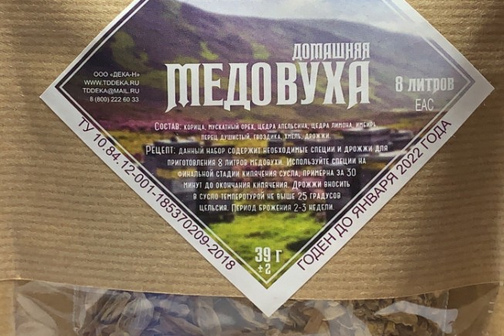 ДОМАШНЯЯ
МЕДОВУХА
ООО «ДЕКА-Н»
WWW.TDDEKA.RU
TDDEKA@MAIL.RU
8 (800) 222 60 33
8 ЛИТРОВ
ЕАС
Состав: корица, мускатный орех, цедра апельсина, цедра лимона, имбирь,
перец душистый, гвоздика, хмель, дрожжи.
Рецепт: данный набор содержит необходимые специи и дрожжи для
приготовления 8 литров медовухи. Используйте специи на
финальной стадии кипячения сусла, примерна за 30
минут до окончания кипячения. Дрожжи вносить
в сусло температурой не выше 25 градусов
цельсия. Период брожения 2-3 недели.
39 г
±2
ТУ 10.84.12-001-185370209-2018
ГОДЕН ДО ЯНВАРЯ 2022 ГОДА